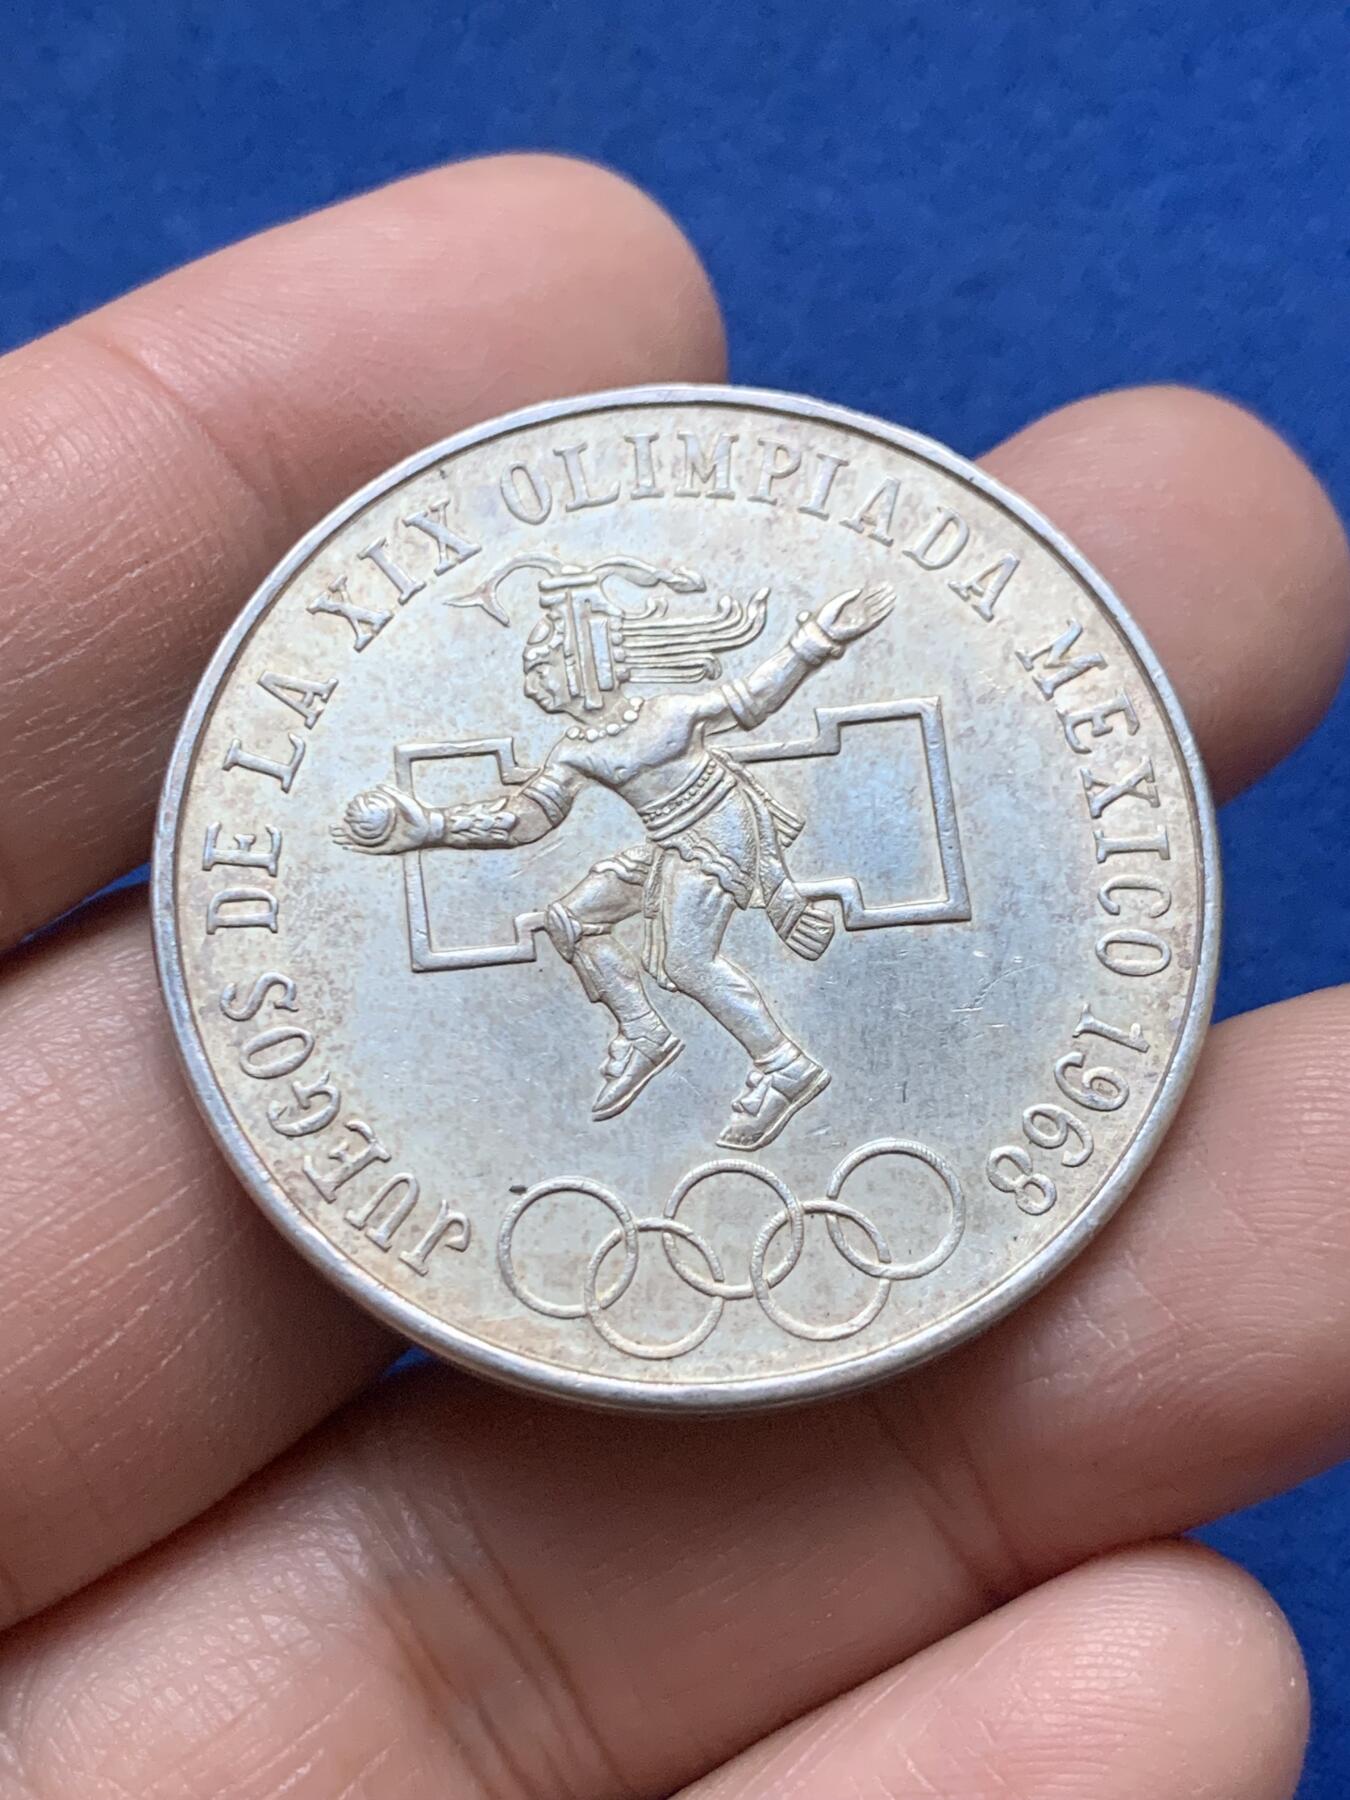 JUEGOS DE LA XIX OLIMPIADA MEXICO 1968